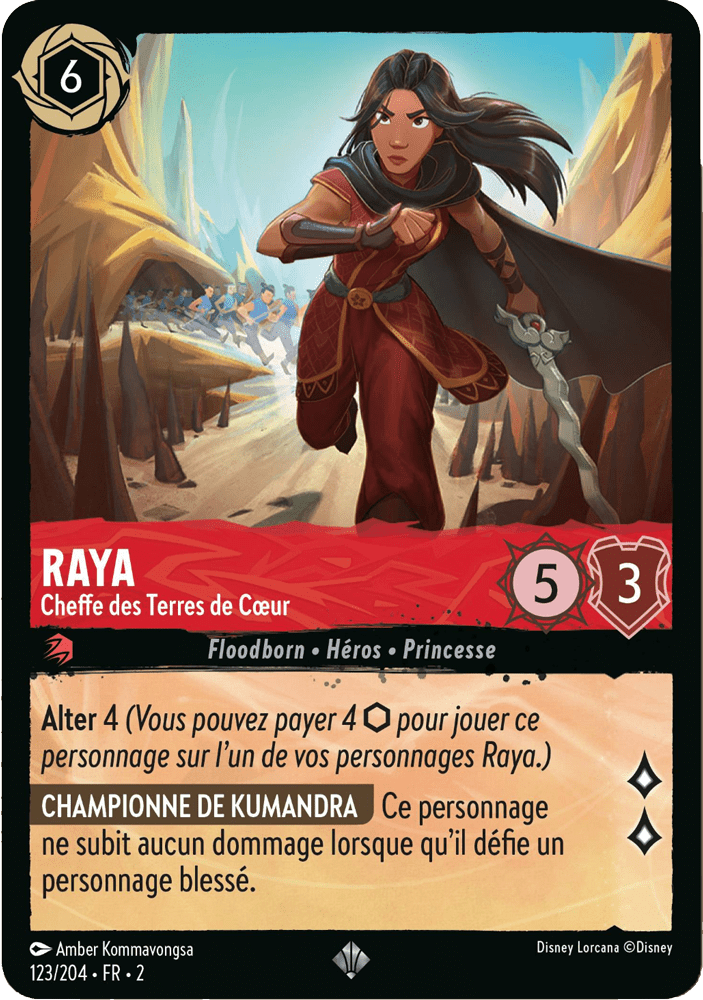 6
RAYA
Cheffe des Terres de Cœur
5
3
Floodborn • Héros • Princesse
Alter 4 (Vous pouvez payer 4 ⬡ pour jouer ce
personnage sur l'un de vos personnages Raya.)
CHAMPIONNE DE KUMANDRA Ce personnage
ne subit aucun dommage lorsque qu'il défie un
personnage blessé.
Amber Kommavongsa
Disney Lorcana ©Disney
123/204 • FR • 2